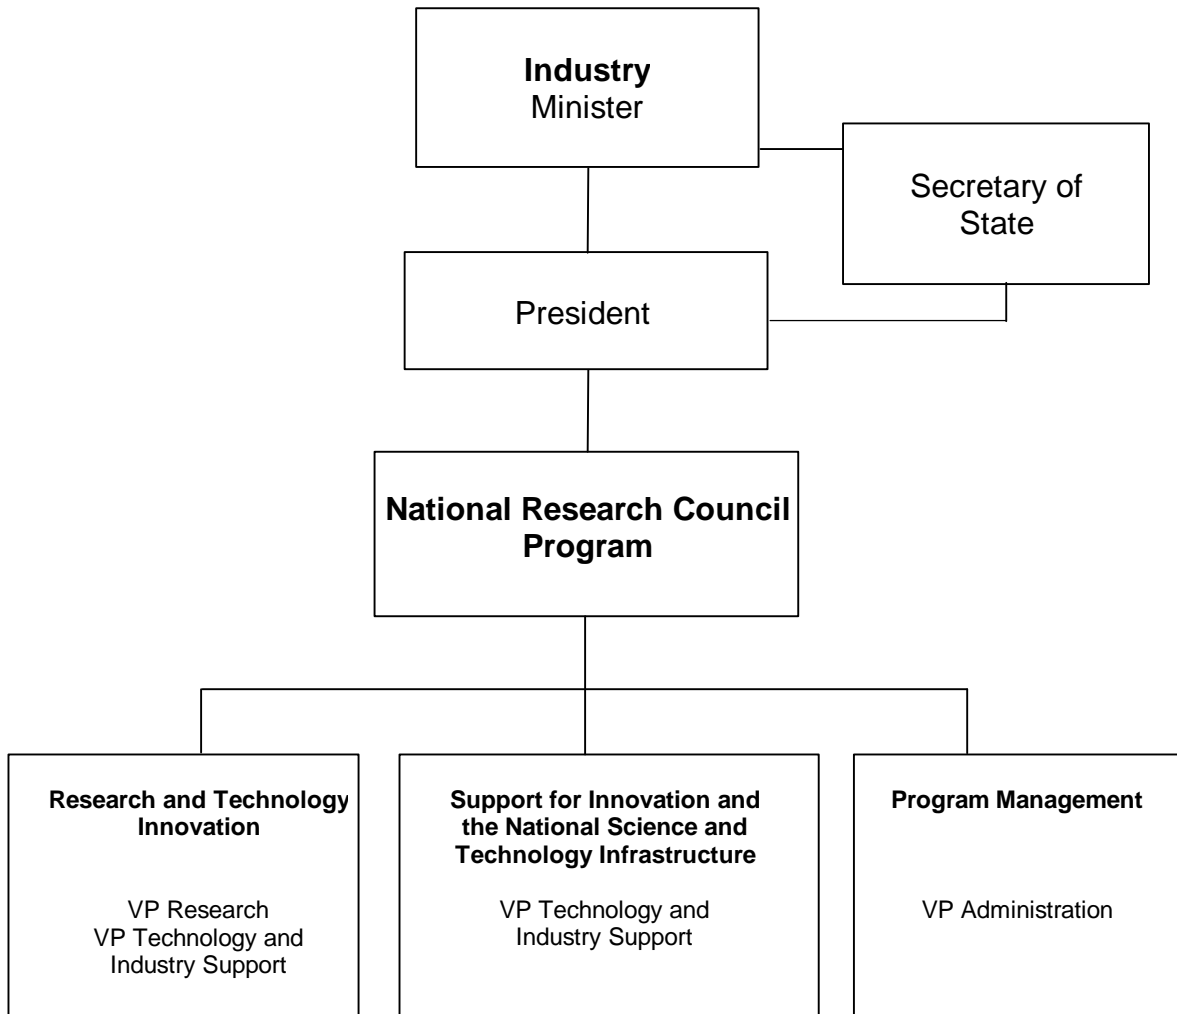 Industry
Minister
Secretary of
State
President
National Research Council
Program
Research and Technology
Innovation
VP Research
VP Technology and
Industry Support
Support for Innovation and
the National Science and
Technology Infrastructure
VP Technology and
Industry Support
Program Management
VP Administration